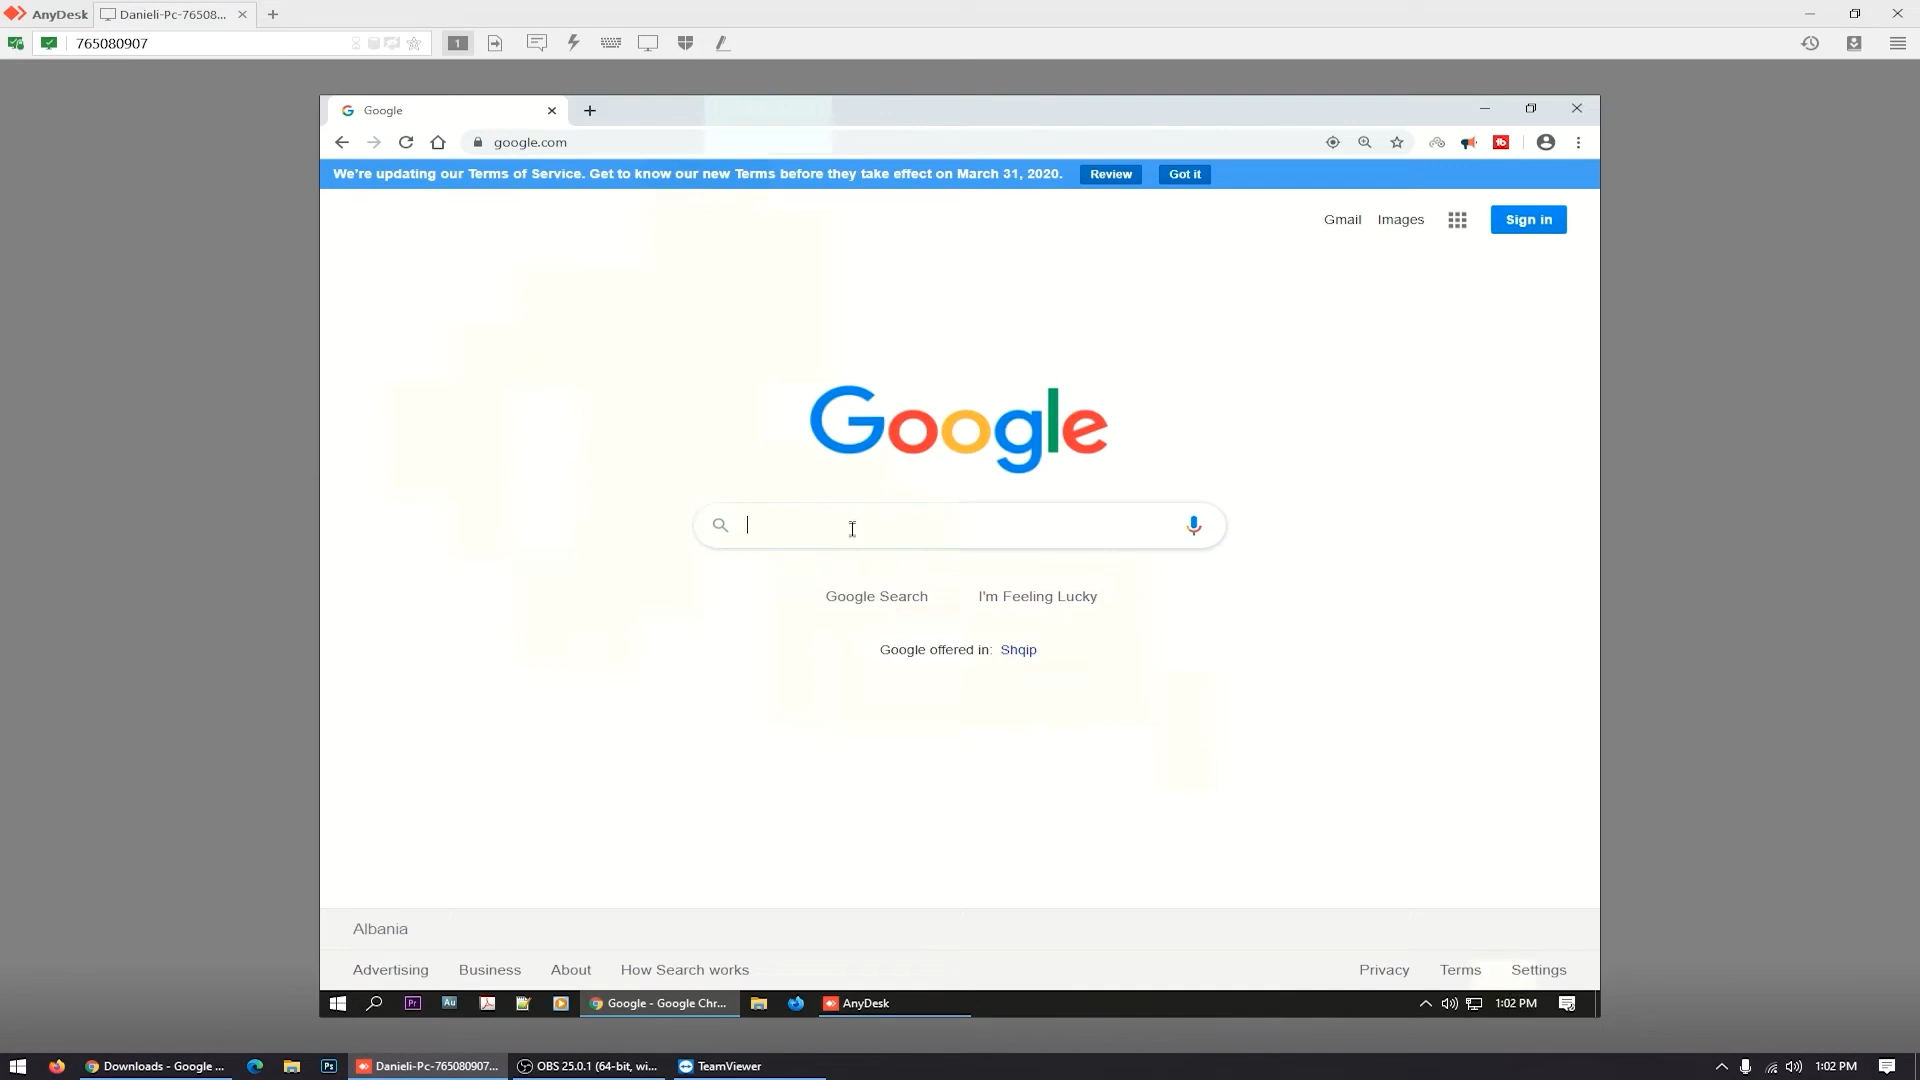 AnyDesk
Danieli-Pc-76508...
765080907
1
Google
google.com
We're updating our Terms of Service. Get to know our new Terms before they take effect on March 31, 2020.
Review
Got it
Gmail
Images
Sign in
Google
Google Search
I'm Feeling Lucky
Google offered in: Shqip
Albania
Advertising
Business
About
How Search works
Privacy
Terms
Settings
Pr
Au
Google - Google Chr...
AnyDesk
1:02 PM
Downloads - Google ...
Ps
Danieli-Pc-765080907...
OBS 25.0.1 (64-bit, wi...
TeamViewer
1:02 PM